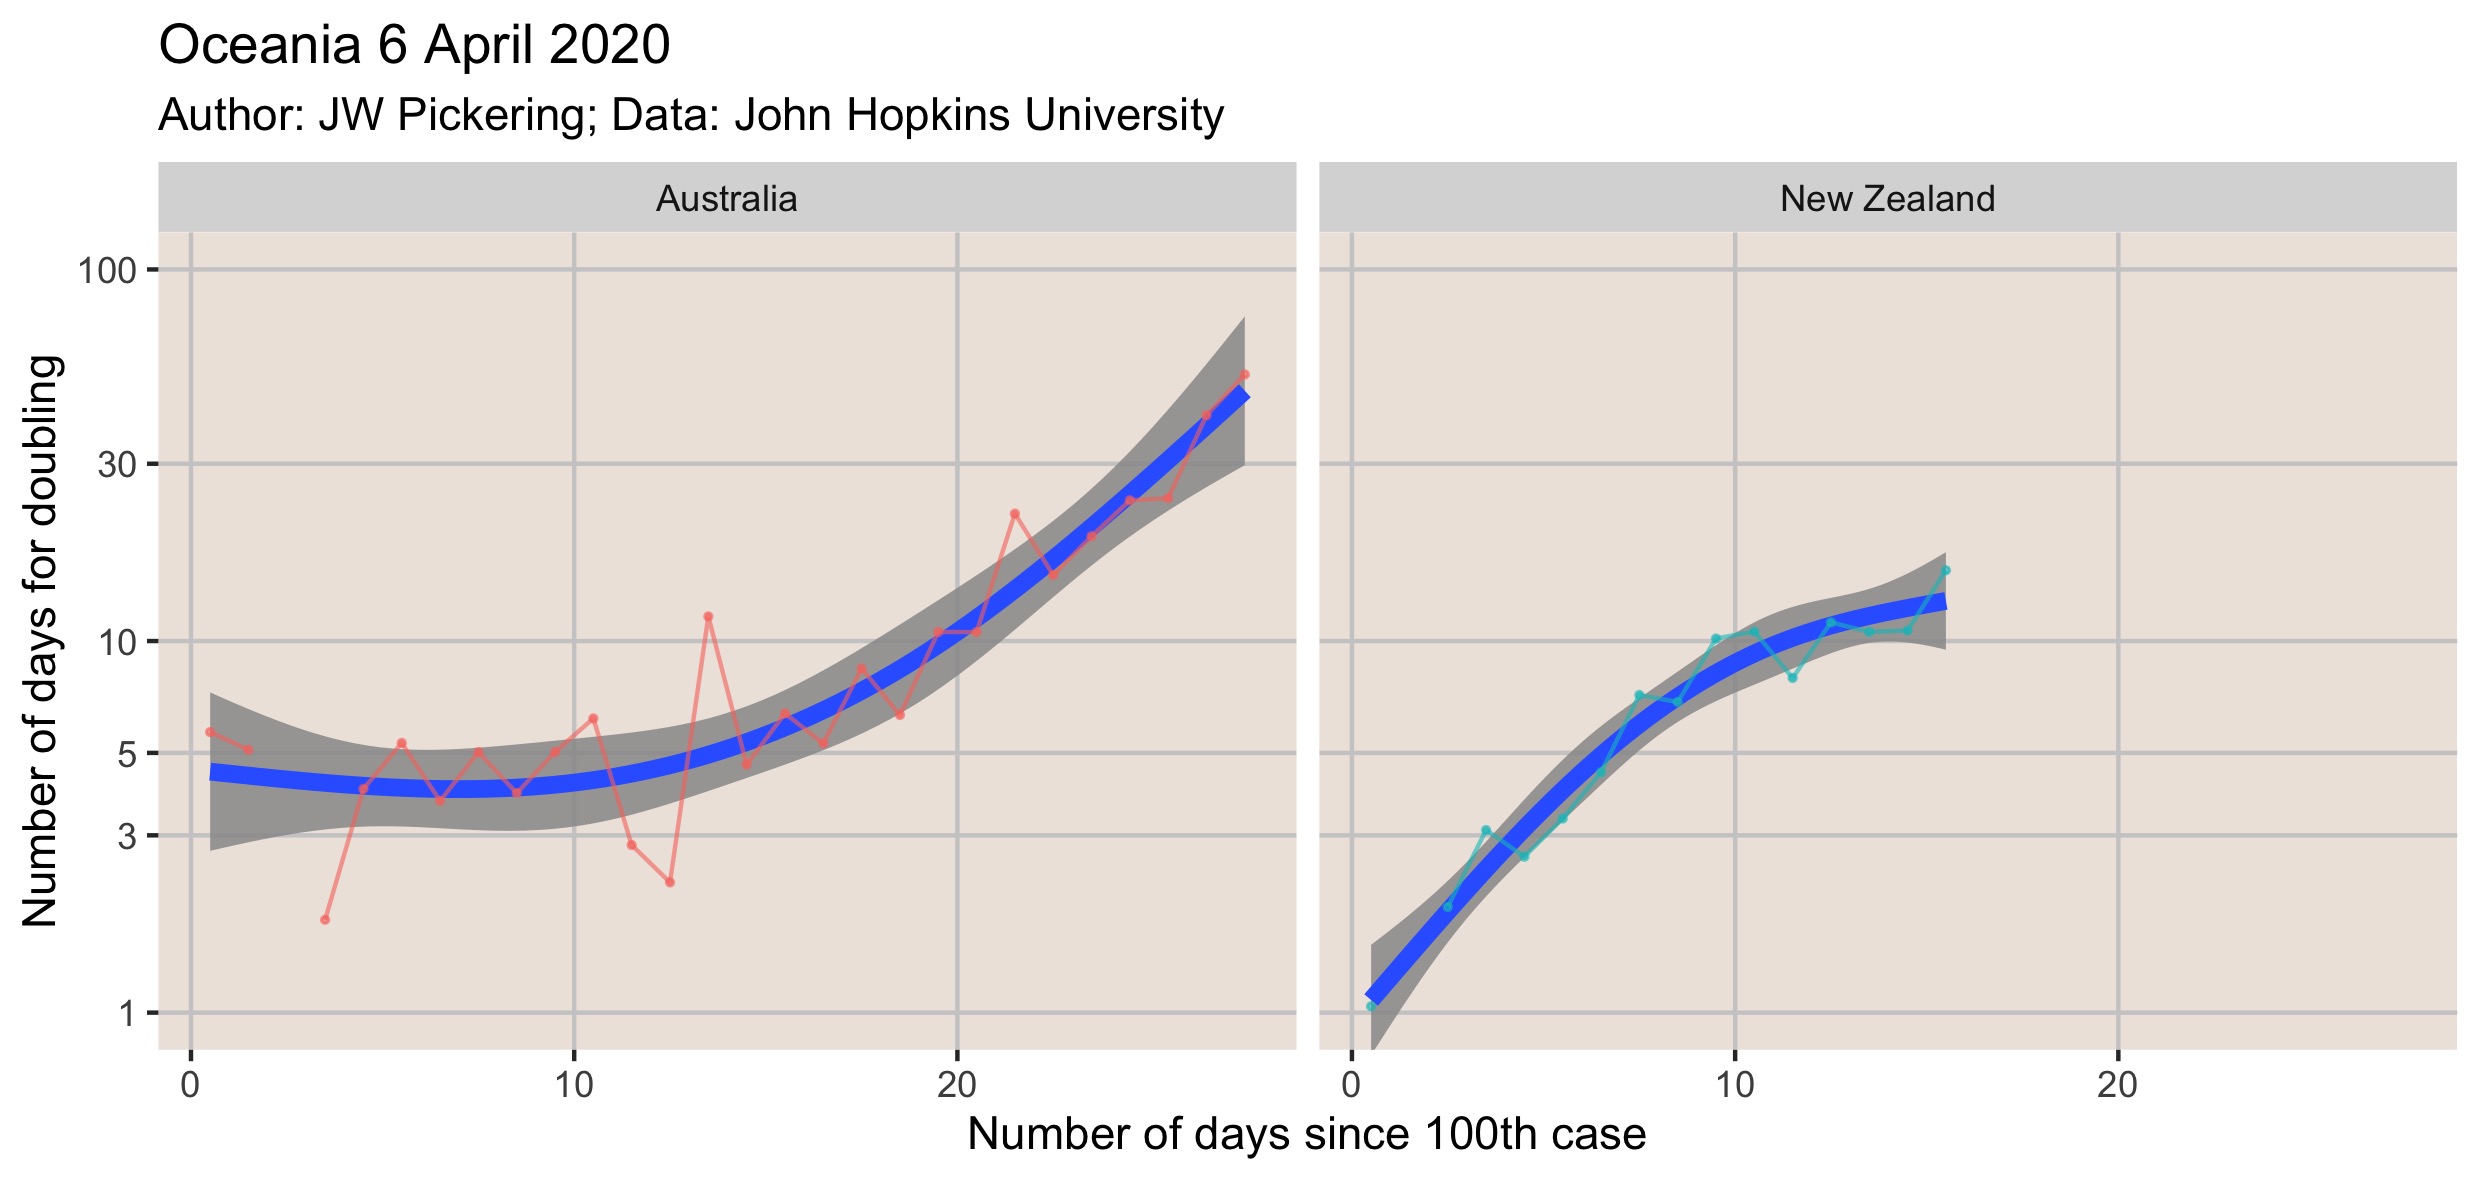 Oceania 6 April 2020
Author: JW Pickering; Data: John Hopkins University
Australia
New Zealand
Number of days for doubling
100
30
10
5
3
1
0
10
20
0
10
20
Number of days since 100th case